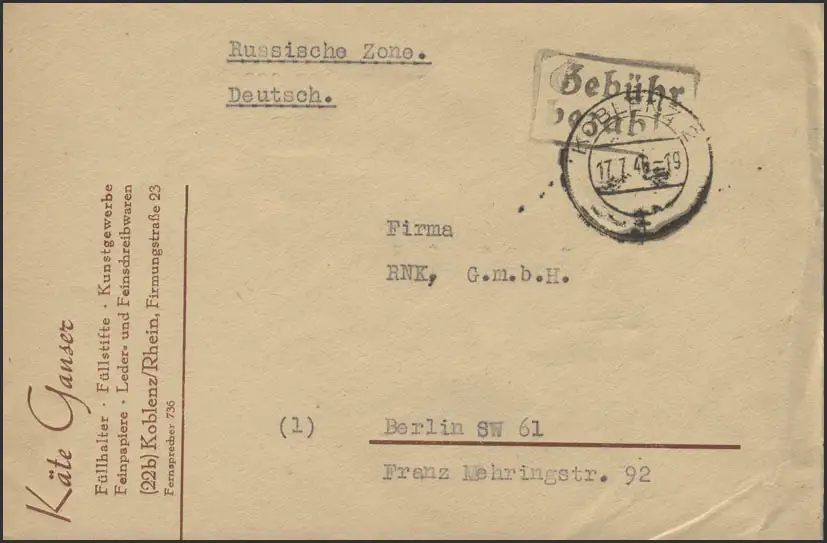 Russische Zone.
Deutsch.
Gebühr
bezahlt
KOBLENZ 2
17.7.46-19
Firma
RNK, G.m.b.H.
(1) Berlin SW 61
Franz Mehringstr. 92
Käte Ganser
Füllhalter · Füllstifte · Kunstgewerbe
Feinpapiere · Leder- und Feinschreibwaren
(22b) Koblenz/Rhein, Firmungstraße 23
Fernsprecher 736